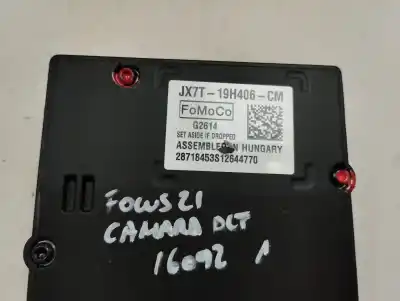 JX7T-19H406-CM
FoMoCo
G2614
SET ASIDE IF DROPPED
ASSEMBLED IN HUNGARY
28718453S12644770
FOCUS 21
CAMARA DLT
16092 A